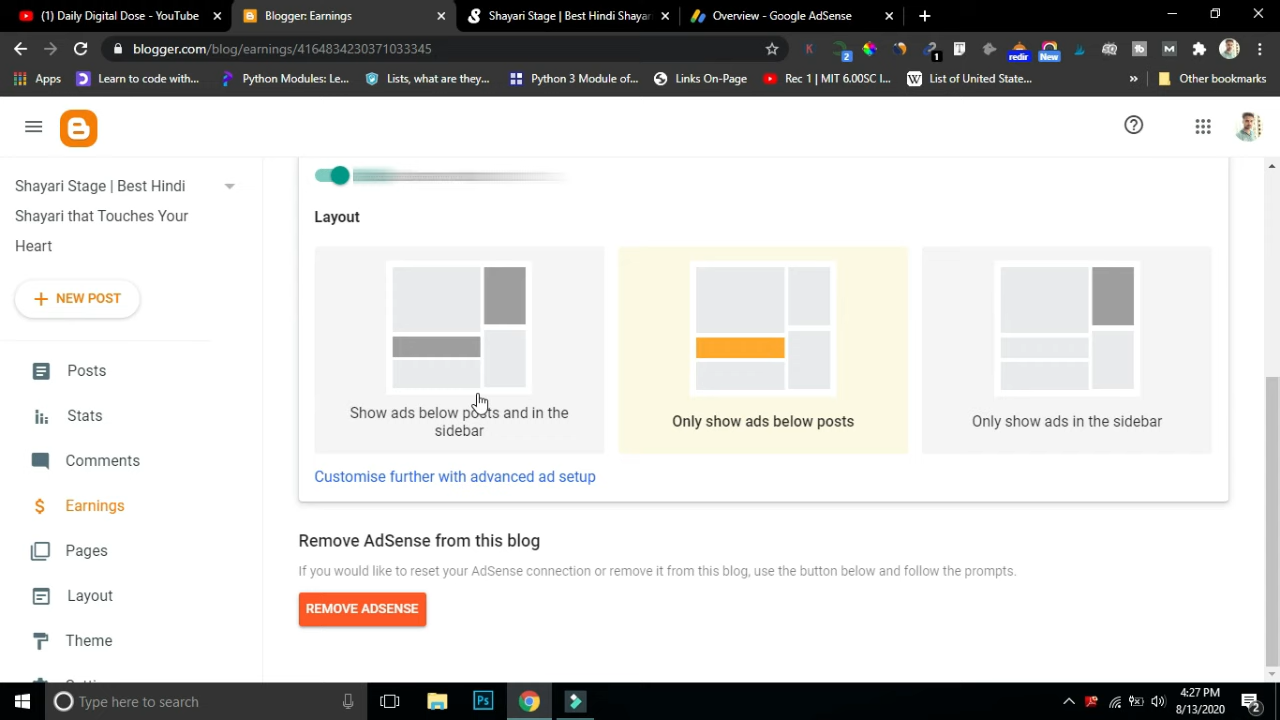 (1) Daily Digital Dose - YouTube
Blogger: Earnings
Shayari Stage | Best Hindi Shayar
Overview - Google AdSense
blogger.com/blog/earnings/4164834230371033345
2
1
redir
New
Apps
Learn to code with...
Python Modules: Le...
Lists, what are they...
Python 3 Module of...
Links On-Page
Rec 1 | MIT 6.00SC I...
List of United State...
»
Other bookmarks
Shayari Stage | Best Hindi
Shayari that Touches Your
Heart
+ NEW POST
Posts
Stats
Comments
Earnings
Pages
Layout
Theme
Layout
Show ads below posts and in the
sidebar
Only show ads below posts
Only show ads in the sidebar
Customise further with advanced ad setup
Remove AdSense from this blog
If you would like to reset your AdSense connection or remove it from this blog, use the button below and follow the prompts.
REMOVE ADSENSE
Type here to search
Ps
4:27 PM
8/13/2020
2